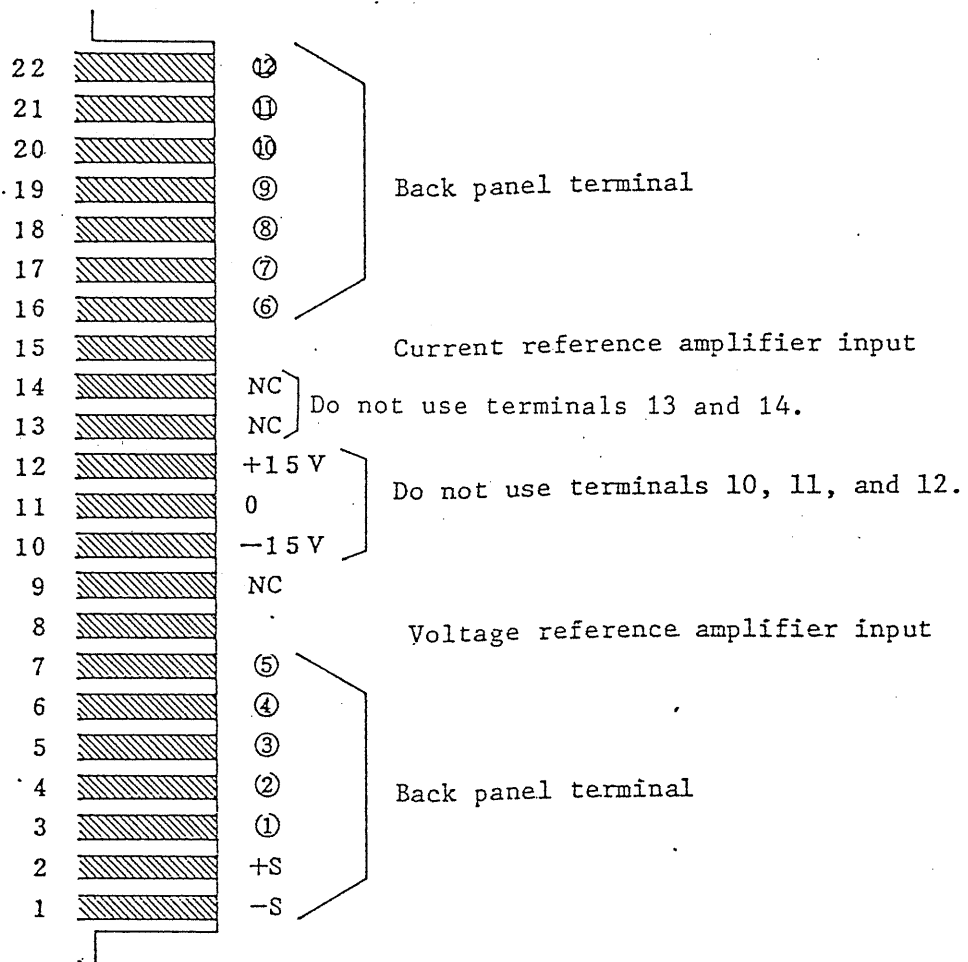 22 ⑫
21 ⑪
20 ⑩
19 ⑨ Back panel terminal
18 ⑧
17 ⑦
16 ⑥
15 Current reference amplifier input
14 NC
Do not use terminals 13 and 14.
13 NC
12 +15V
11 0 Do not use terminals 10, 11, and 12.
10 −15V
9 NC
8 Voltage reference amplifier input
7 ⑤
6 ④
5 ③
4 ② Back panel terminal
3 ①
2 +S
1 −S